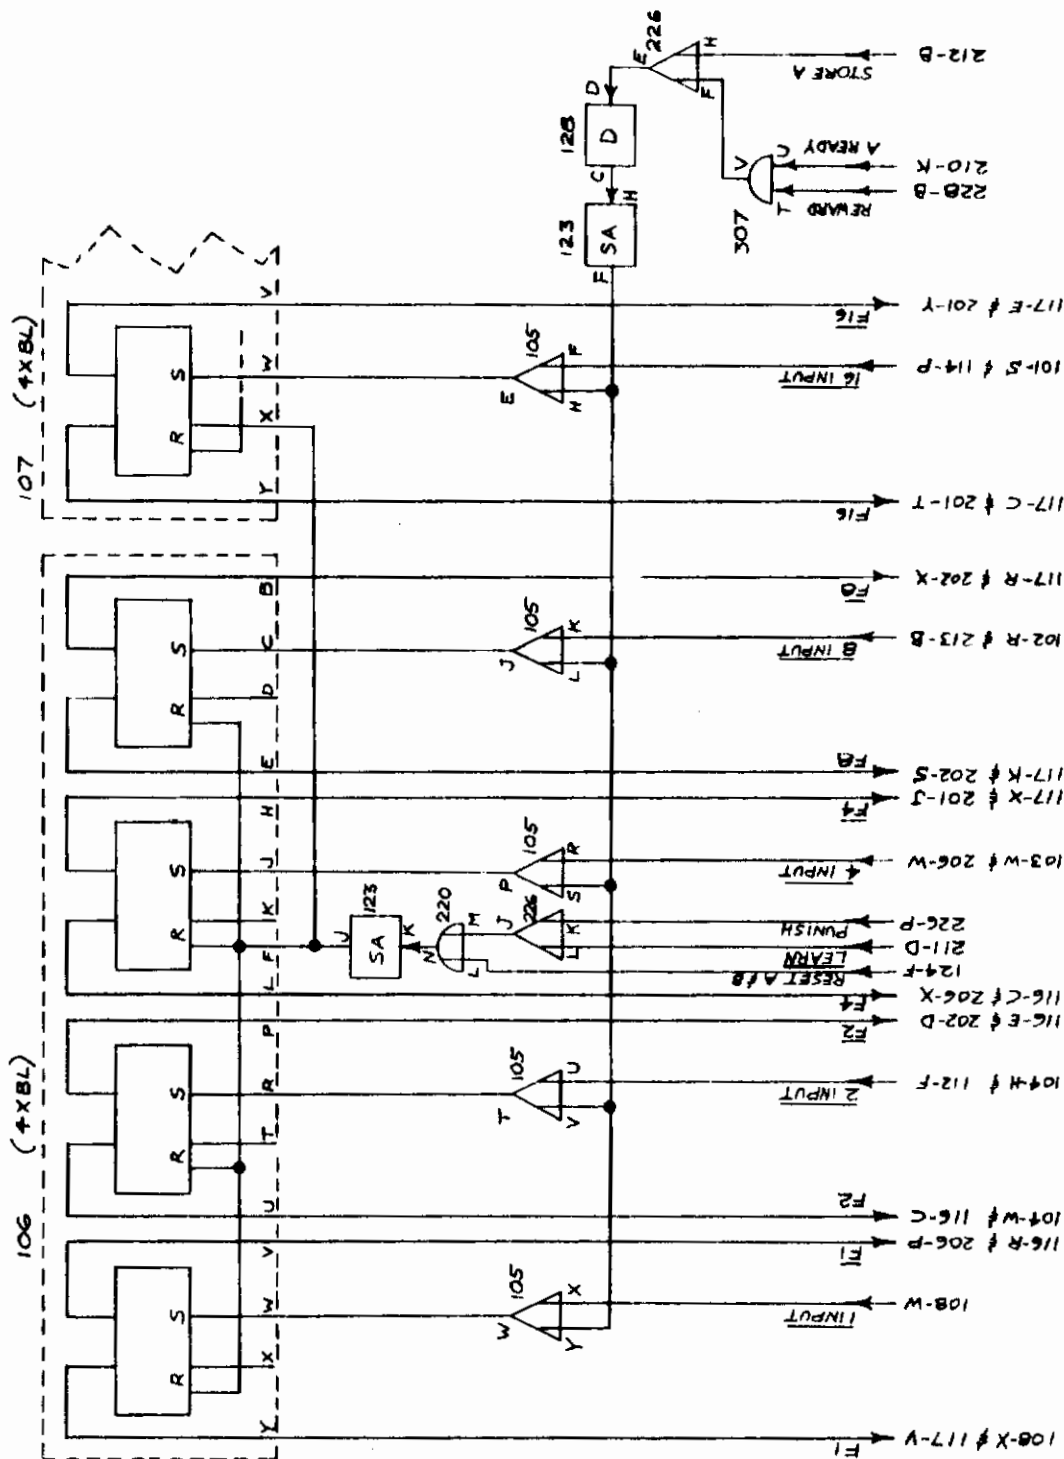 106 (4XBL)
107 (4XBL)
R S
R S
R S
R S
R S
Y X W V
U T R P
L F K J H
E D C B
Y X W V
SA 123
J
K
N 220
L M
J 226
L K
105 W Y X
105 T V U
105 P S R
105 J L K
105 E H F
F 123 SA H
C 128 D D
E 226
F H
307 V T U
F1
1 INPUT
F1
F2
2 INPUT
F2
F4
RESET A & B
LEARN
PUNISH
4 INPUT
F4
F8
8 INPUT
F8
F16
16 INPUT
F16
REWARD
A READY
STORE A
108-X & 117-V
108-W
116-R & 206-P
104-W & 116-C
104-H & 112-F
116-E & 202-D
116-C & 206-X
124-F
211-D
226-P
103-W & 206-W
117-X & 201-J
117-K & 202-S
102-R & 213-B
117-R & 202-X
117-C & 201-T
101-S & 114-P
117-E & 201-Y
228-B
210-K
212-B